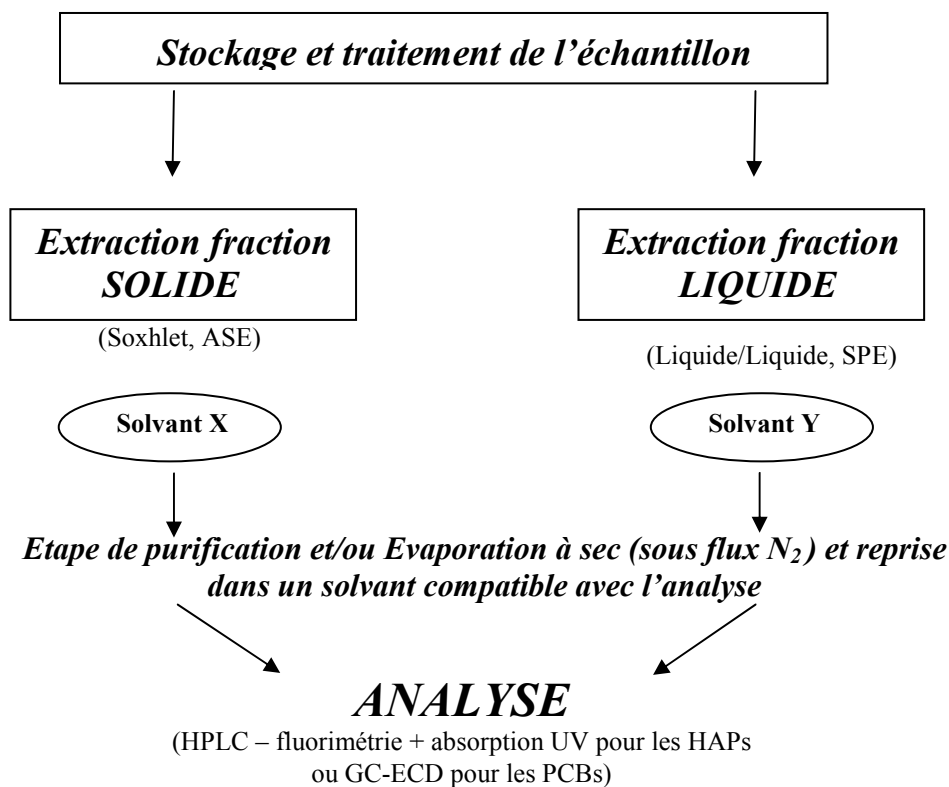 Stockage et traitement de l’échantillon
Extraction fraction
SOLIDE
(Soxhlet, ASE)
Solvant X
Extraction fraction
LIQUIDE
(Liquide/Liquide, SPE)
Solvant Y
Etape de purification et/ou Evaporation à sec (sous flux N₂) et reprise
dans un solvant compatible avec l’analyse
ANALYSE
(HPLC – fluorimétrie + absorption UV pour les HAPs
ou GC-ECD pour les PCBs)